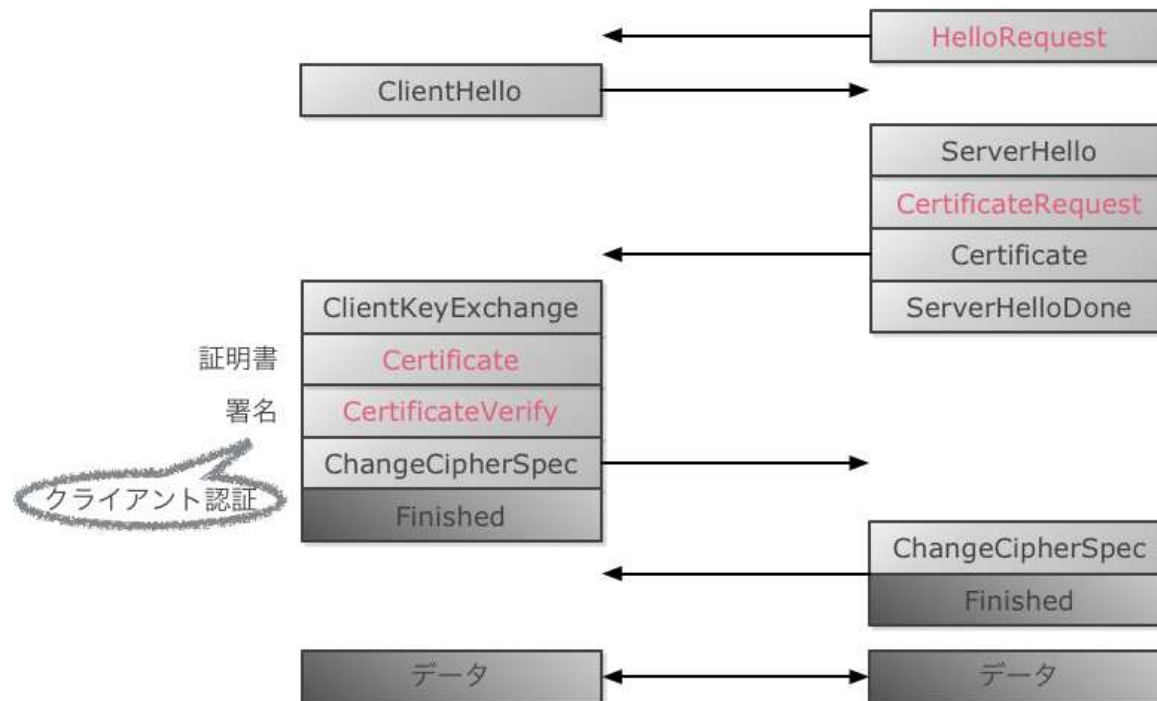 HelloRequest
ClientHello
ServerHello
CertificateRequest
Certificate
ServerHelloDone
ClientKeyExchange
証明書
Certificate
署名
CertificateVerify
ChangeCipherSpec
クライアント認証
Finished
ChangeCipherSpec
Finished
データ
データ